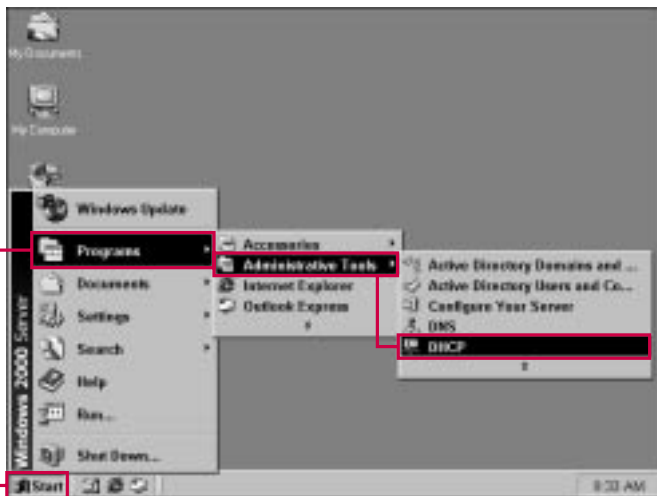 My Documents
My Computer
Windows 2000 Server
Windows Update
Programs
Documents
Settings
Search
Help
Run...
Shut Down...
Accessories
Administrative Tools
Internet Explorer
Outlook Express
Active Directory Domains and ...
Active Directory Users and Co...
Configure Your Server
DNS
DHCP
Start
8:33 AM